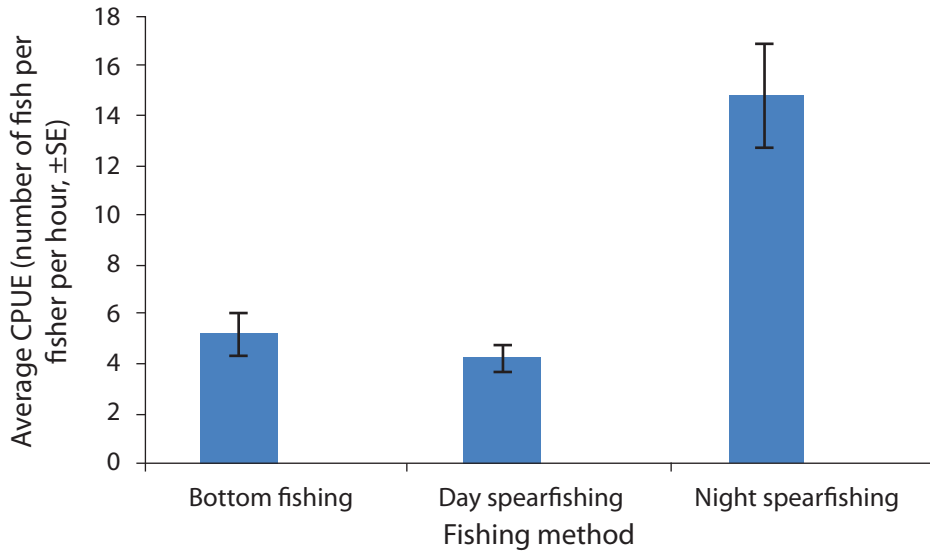 Average CPUE (number of fish per
fisher per hour, ±SE)
18
16
14
12
10
8
6
4
2
0
Bottom fishing
Day spearfishing
Night spearfishing
Fishing method